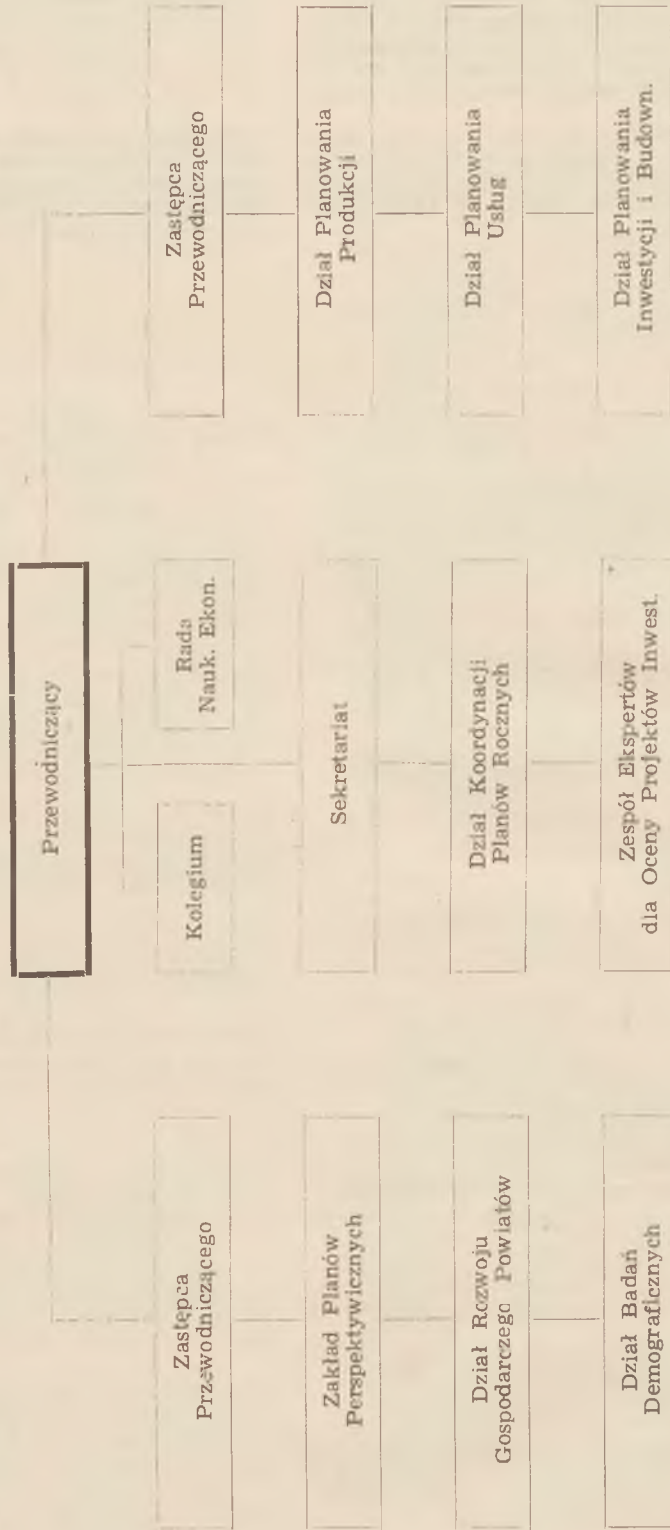 Przewodniczący
Zastępca
Przewodniczącego
Kolegium
Rada
Nauk. Ekon.
Zastępca
Przewodniczącego
Zakład Planów
Perspektywicznych
Sekretariat
Dział Planowania
Produkcji
Dział Rozwoju
Gospodarczego Powiatów
Dział Koordynacji
Planów Rocznych
Dział Planowania
Usług
Dział Badań
Demograficznych
Zespół Ekspertów
dla Oceny Projektów Inwest.
Dział Planowania
Inwestycji i Budown.